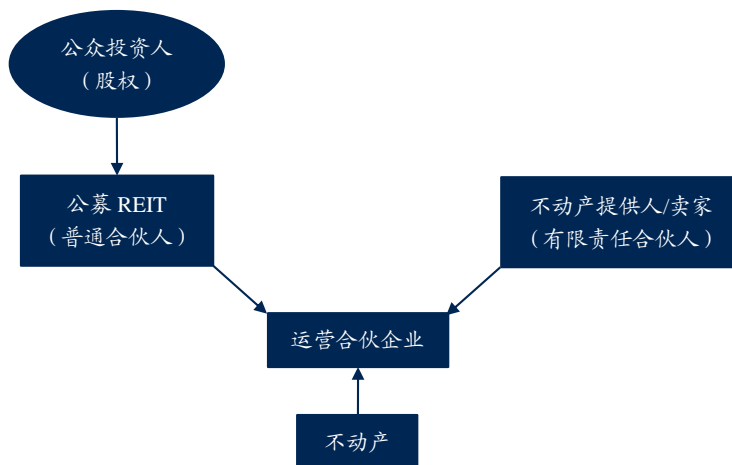 公众投资人
（股权）
公募 REIT
（普通合伙人）
不动产提供人/卖家
（有限责任合伙人）
运营合伙企业
不动产